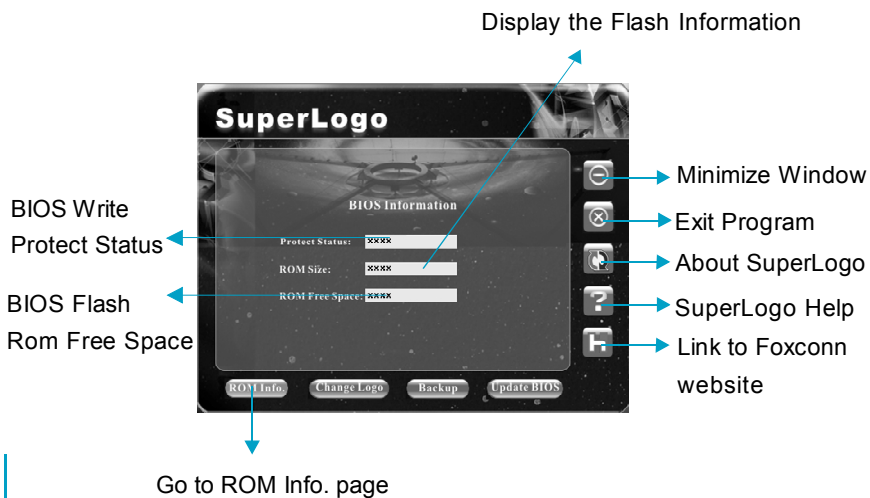 Display the Flash Information
SuperLogo
BIOS Information
Protect Status: xxxx
ROM Size: xxxx
ROM Free Space: xxxx
ROM Info. Change Logo Backup Update BIOS
BIOS Write
Protect Status
BIOS Flash
Rom Free Space
Minimize Window
Exit Program
About SuperLogo
SuperLogo Help
Link to Foxconn
website
Go to ROM Info. page